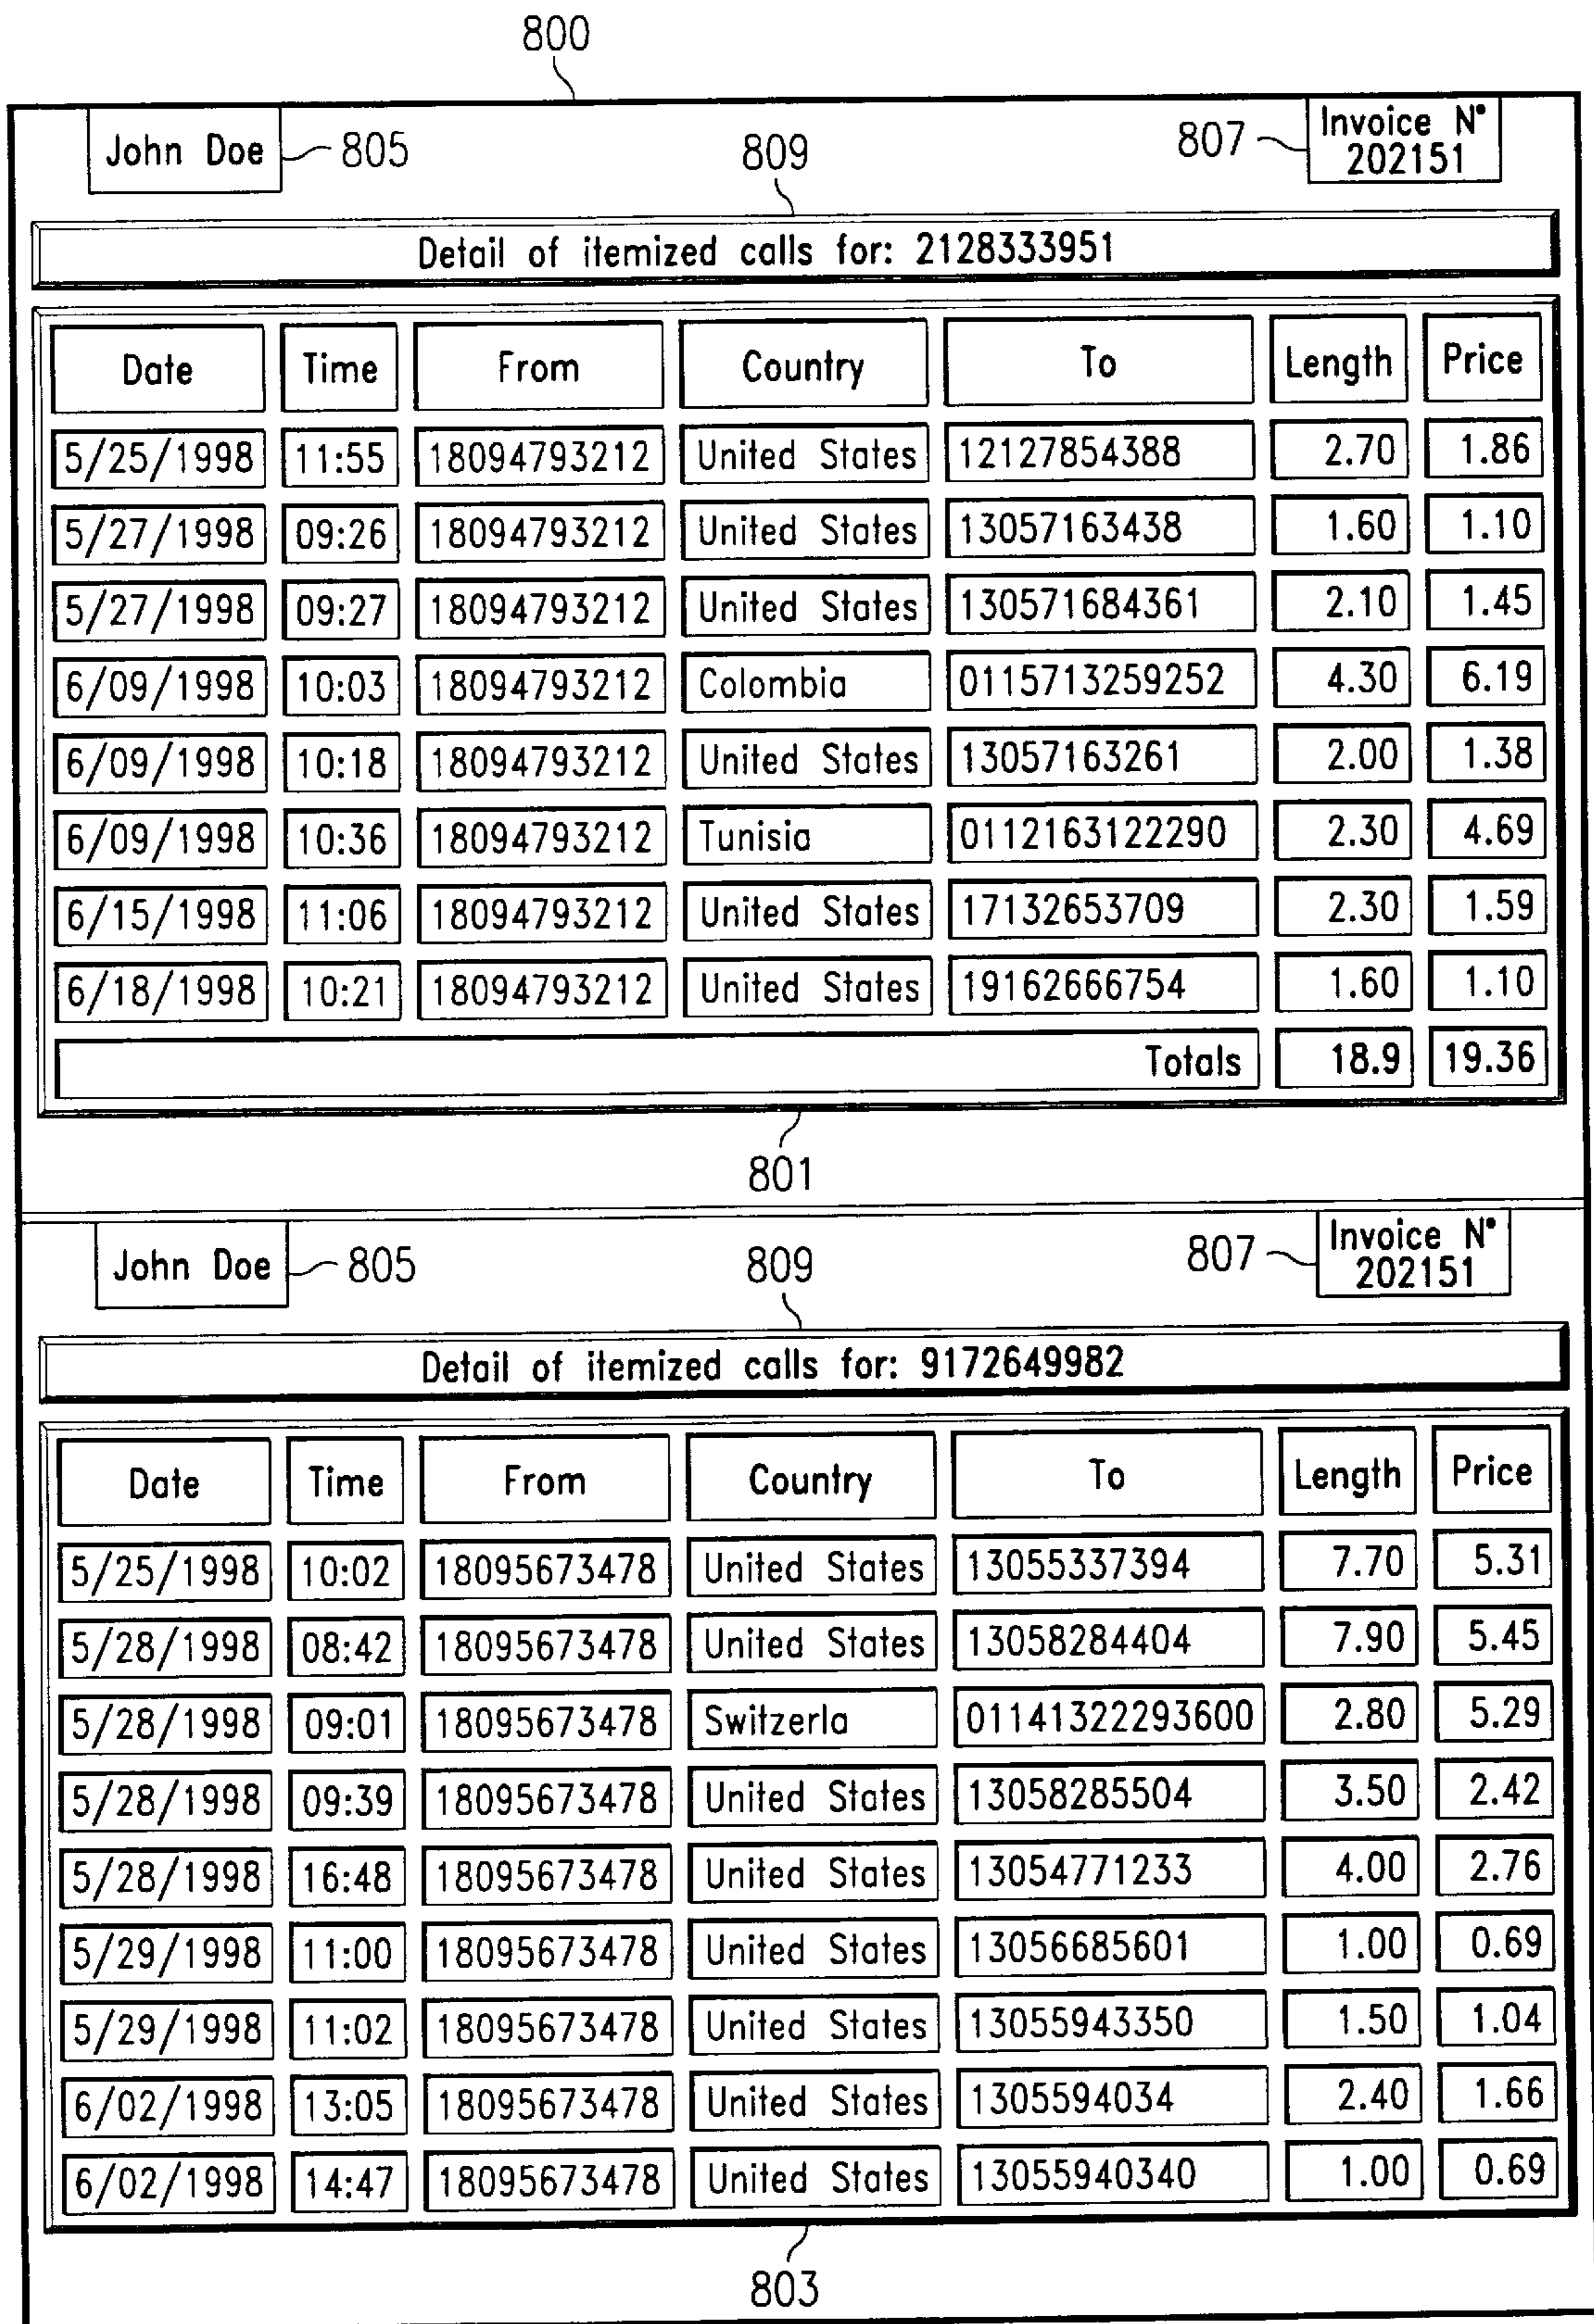 800
John Doe 805 809 807 Invoice N°
202151
Detail of itemized calls for: 2128333951
Date Time From Country To Length Price
5/25/1998 11:55 18094793212 United States 12127854388 2.70 1.86
5/27/1998 09:26 18094793212 United States 13057163438 1.60 1.10
5/27/1998 09:27 18094793212 United States 130571684361 2.10 1.45
6/09/1998 10:03 18094793212 Colombia 0115713259252 4.30 6.19
6/09/1998 10:18 18094793212 United States 13057163261 2.00 1.38
6/09/1998 10:36 18094793212 Tunisia 0112163122290 2.30 4.69
6/15/1998 11:06 18094793212 United States 17132653709 2.30 1.59
6/18/1998 10:21 18094793212 United States 19162666754 1.60 1.10
Totals 18.9 19.36
801
John Doe 805 809 807 Invoice N°
202151
Detail of itemized calls for: 9172649982
Date Time From Country To Length Price
5/25/1998 10:02 18095673478 United States 13055337394 7.70 5.31
5/28/1998 08:42 18095673478 United States 13058284404 7.90 5.45
5/28/1998 09:01 18095673478 Switzerla 01141322293600 2.80 5.29
5/28/1998 09:39 18095673478 United States 13058285504 3.50 2.42
5/28/1998 16:48 18095673478 United States 13054771233 4.00 2.76
5/29/1998 11:00 18095673478 United States 13056685601 1.00 0.69
5/29/1998 11:02 18095673478 United States 13055943350 1.50 1.04
6/02/1998 13:05 18095673478 United States 1305594034 2.40 1.66
6/02/1998 14:47 18095673478 United States 13055940340 1.00 0.69
803